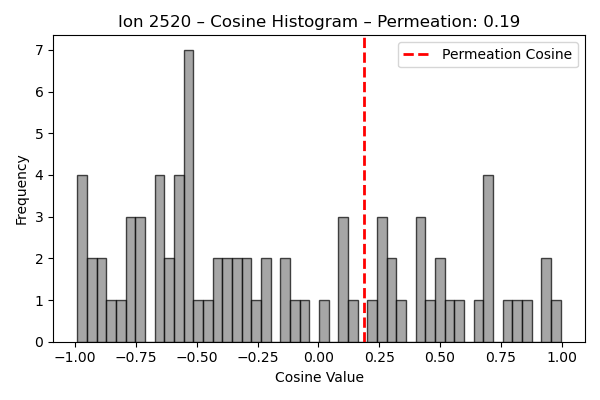 Ion 2520 – Cosine Histogram – Permeation: 0.19
Permeation Cosine
Frequency
7
6
5
4
3
2
1
0
−1.00 −0.75 −0.50 −0.25 0.00 0.25 0.50 0.75 1.00
Cosine Value